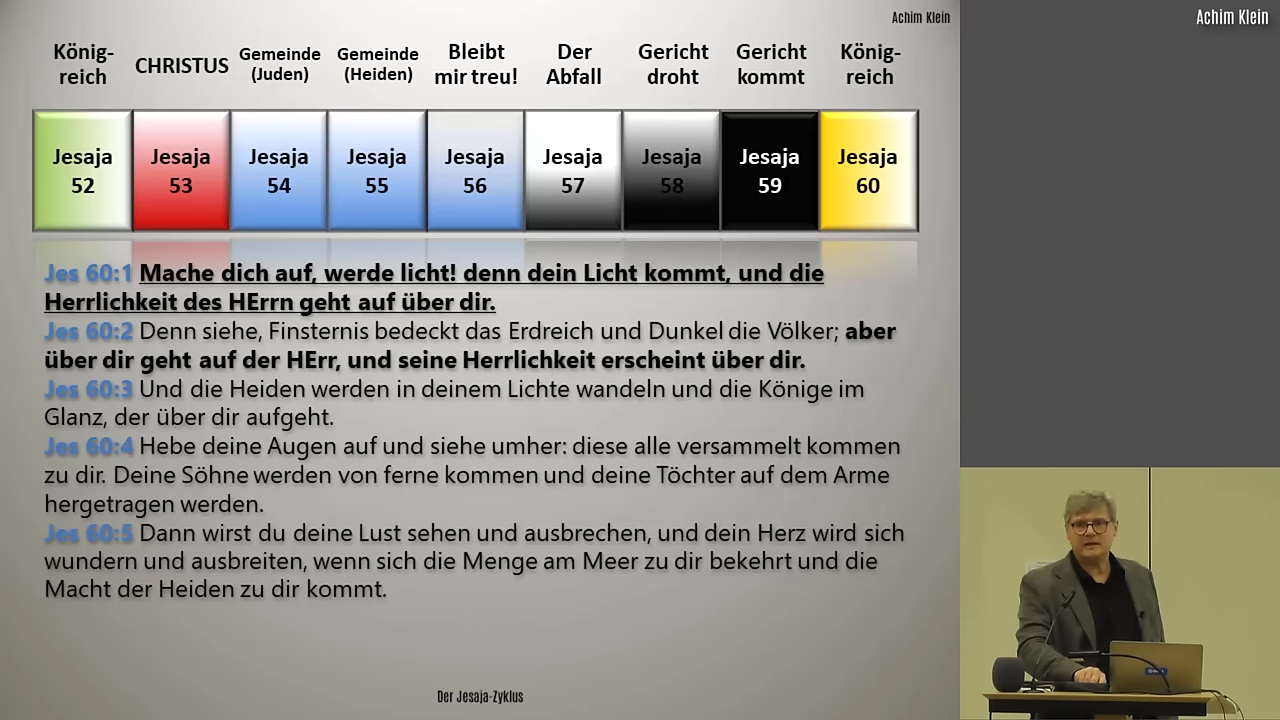 Achim Klein
Achim Klein
König-
reich
CHRISTUS
Gemeinde
(Juden)
Gemeinde
(Heiden)
Bleibt
mir treu!
Der
Abfall
Gericht
droht
Gericht
kommt
König-
reich
Jesaja
52
Jesaja
53
Jesaja
54
Jesaja
55
Jesaja
56
Jesaja
57
Jesaja
58
Jesaja
59
Jesaja
60
Jes 60:1 Mache dich auf, werde licht! denn dein Licht kommt, und die
Herrlichkeit des HErrn geht auf über dir.
Jes 60:2 Denn siehe, Finsternis bedeckt das Erdreich und Dunkel die Völker; aber
über dir geht auf der HErr, und seine Herrlichkeit erscheint über dir.
Jes 60:3 Und die Heiden werden in deinem Lichte wandeln und die Könige im
Glanz, der über dir aufgeht.
Jes 60:4 Hebe deine Augen auf und siehe umher: diese alle versammelt kommen
zu dir. Deine Söhne werden von ferne kommen und deine Töchter auf dem Arme
hergetragen werden.
Jes 60:5 Dann wirst du deine Lust sehen und ausbrechen, und dein Herz wird sich
wundern und ausbreiten, wenn sich die Menge am Meer zu dir bekehrt und die
Macht der Heiden zu dir kommt.
Der Jesaja-Zyklus